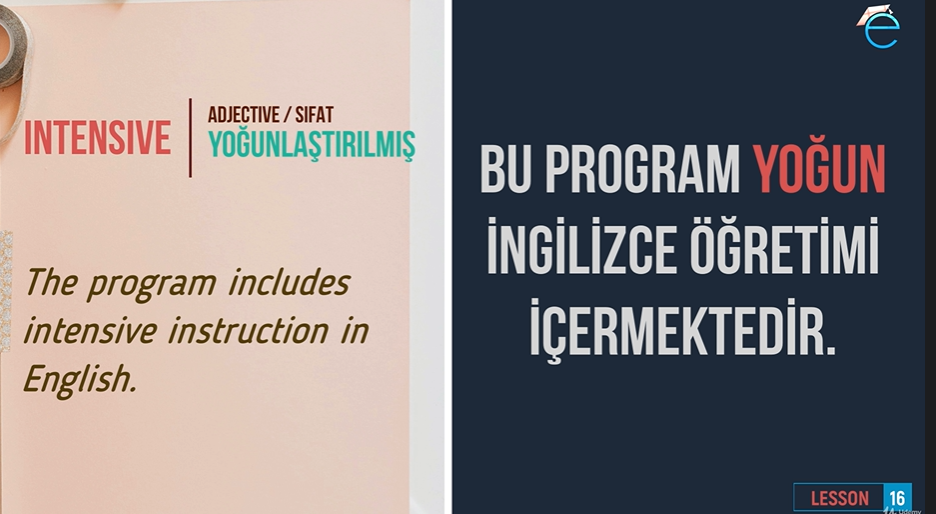 INTENSIVE
ADJECTIVE / SIFAT
YOĞUNLAŞTIRILMIŞ
The program includes
intensive instruction in
English.
BU PROGRAM YOĞUN
İNGİLİZCE ÖĞRETİMİ
İÇERMEKTEDİR.
LESSON 16
Udemy